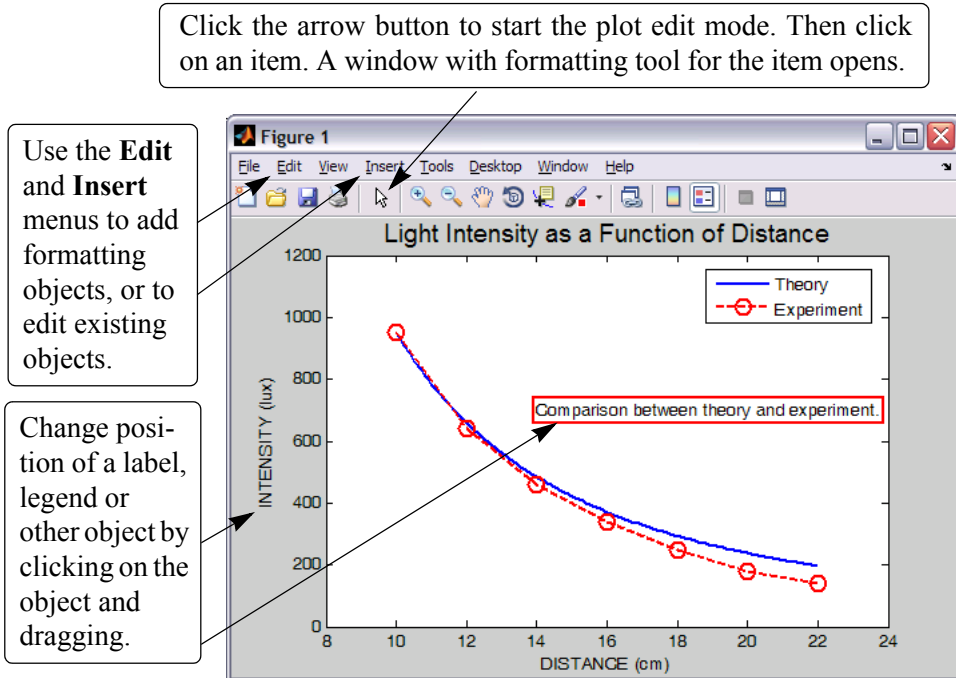 Click the arrow button to start the plot edit mode. Then click
on an item. A window with formatting tool for the item opens.
Use the Edit
and Insert
menus to add
formatting
objects, or to
edit existing
objects.
Change posi-
tion of a label,
legend or
other object by
clicking on the
object and
dragging.
Figure 1
File Edit View Insert Tools Desktop Window Help
Light Intensity as a Function of Distance
1200
1000
800
600
400
200
0
INTENSITY (lux)
Theory
Experiment
Comparison between theory and experiment.
8 10 12 14 16 18 20 22 24
DISTANCE (cm)